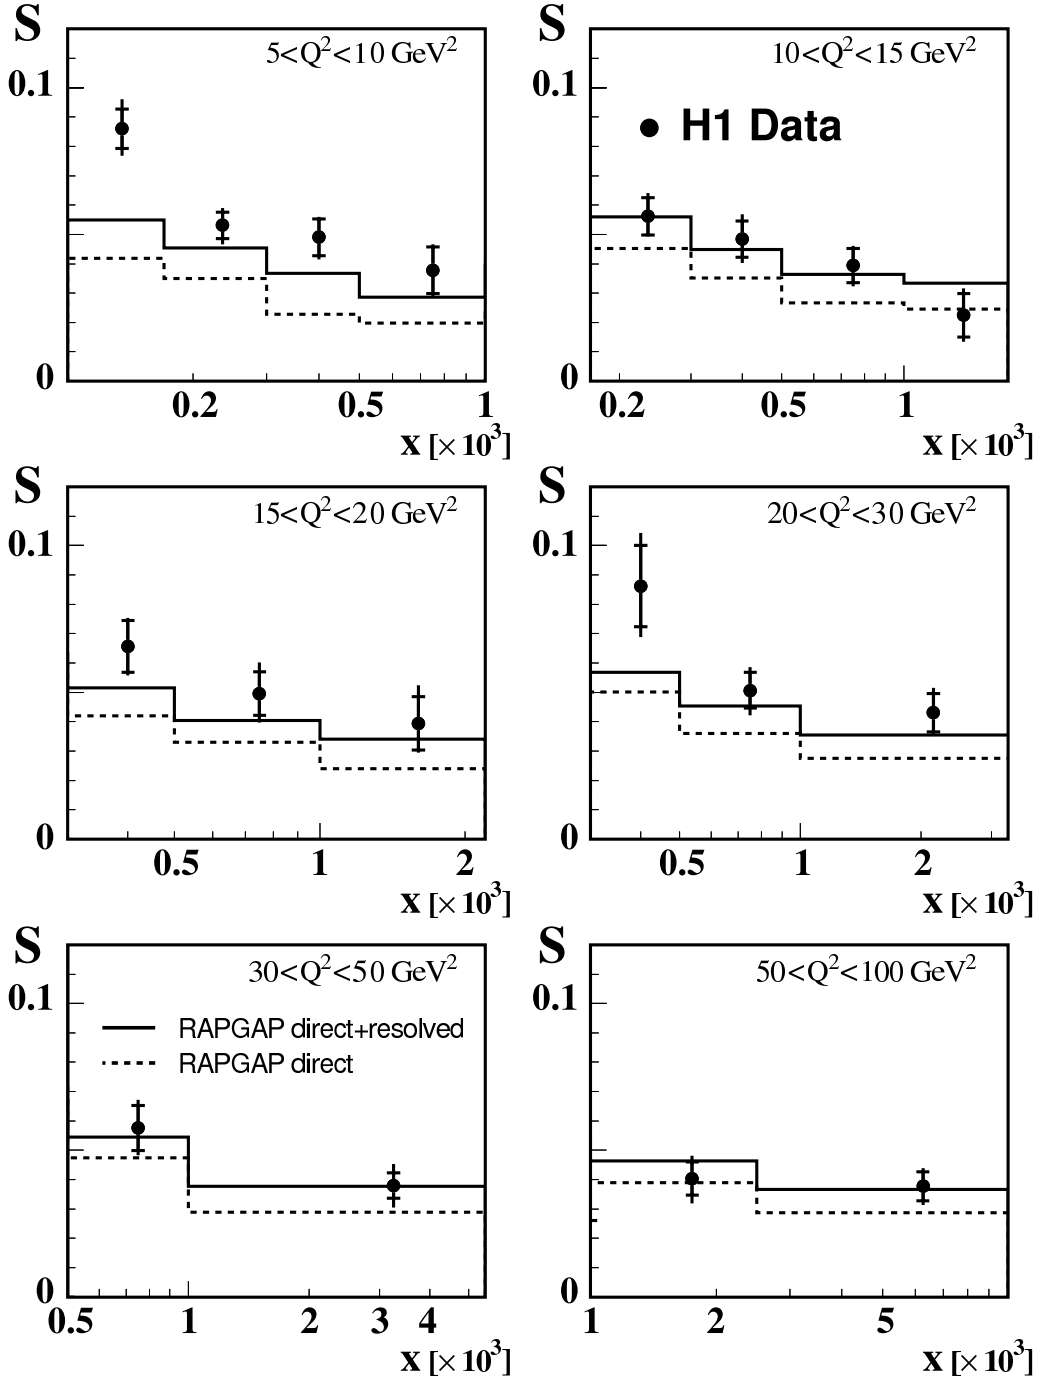 S
5<Q²<10 GeV²
0.1
0
0.2 0.5 1
x [×10³]
S
10<Q²<15 GeV²
0.1
H1 Data
0
0.2 0.5 1
x [×10³]
S
15<Q²<20 GeV²
0.1
0
0.5 1 2
x [×10³]
S
20<Q²<30 GeV²
0.1
0
0.5 1 2
x [×10³]
S
30<Q²<50 GeV²
0.1
RAPGAP direct+resolved
RAPGAP direct
0
0.5 1 2 3 4
x [×10³]
S
50<Q²<100 GeV²
0.1
0
1 2 5
x [×10³]